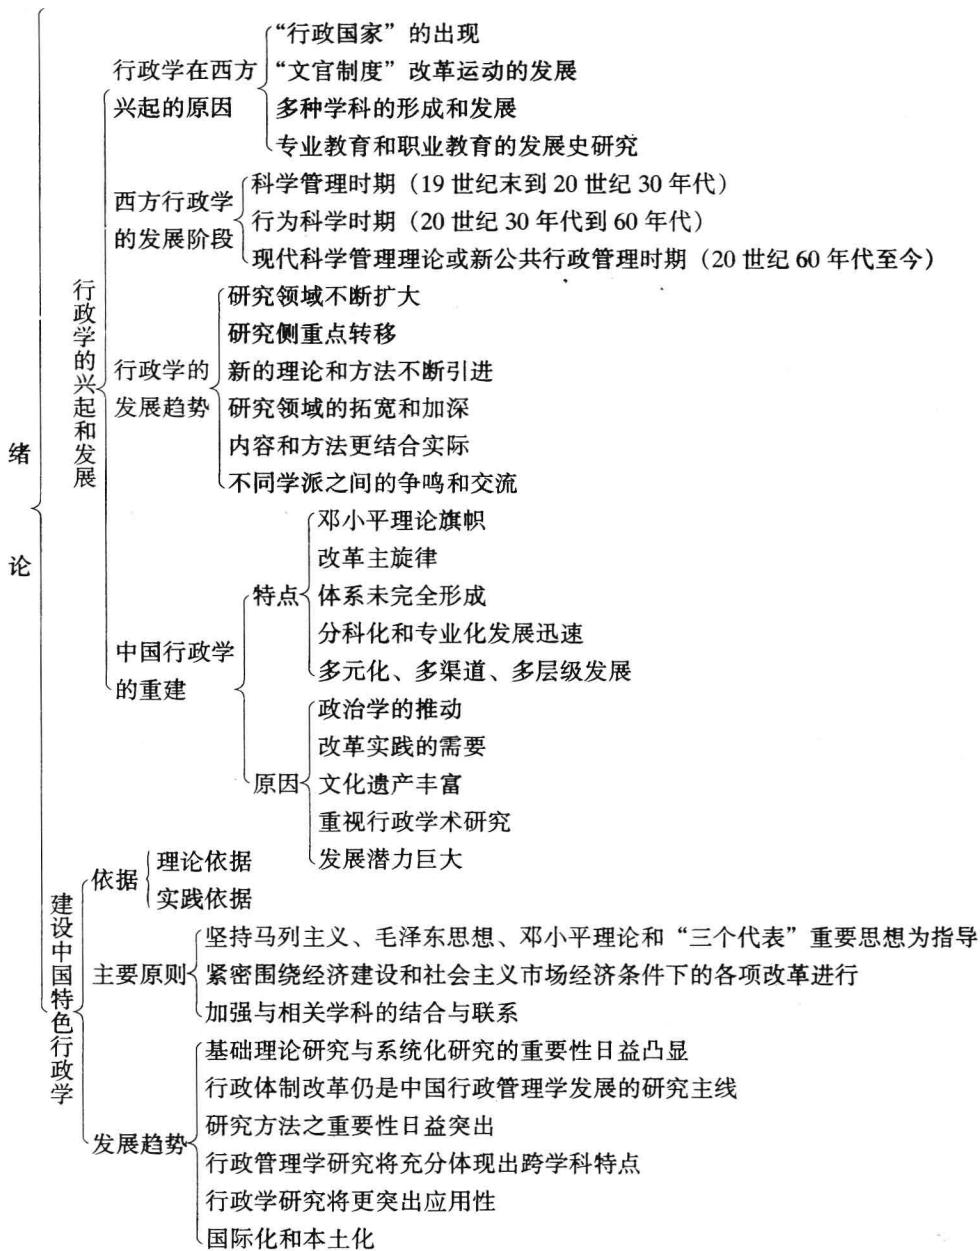 绪论
行政学的兴起和发展
行政学在西方
兴起的原因
“行政国家”的出现
“文官制度”改革运动的发展
多种学科的形成和发展
专业教育和职业教育的发展史研究
西方行政学
的发展阶段
科学管理时期（19 世纪末到 20 世纪 30 年代）
行为科学时期（20 世纪 30 年代到 60 年代）
现代科学管理理论或新公共行政管理时期（20 世纪 60 年代至今）
行政学的
发展趋势
研究领域不断扩大
研究侧重点转移
新的理论和方法不断引进
研究领域的拓宽和加深
内容和方法更结合实际
不同学派之间的争鸣和交流
中国行政学
的重建
特点
邓小平理论旗帜
改革主旋律
体系未完全形成
分科化和专业化发展迅速
多元化、多渠道、多层级发展
原因
政治学的推动
改革实践的需要
文化遗产丰富
重视行政学术研究
发展潜力巨大
建设中国特色行政学
依据
理论依据
实践依据
主要原则
坚持马列主义、毛泽东思想、邓小平理论和“三个代表”重要思想为指导
紧密围绕经济建设和社会主义市场经济条件下的各项改革进行
加强与相关学科的结合与联系
发展趋势
基础理论研究与系统化研究的重要性日益凸显
行政体制改革仍是中国行政管理学发展的研究主线
研究方法之重要性日益突出
行政管理学研究将充分体现出跨学科特点
行政学研究将更突出应用性
国际化和本土化